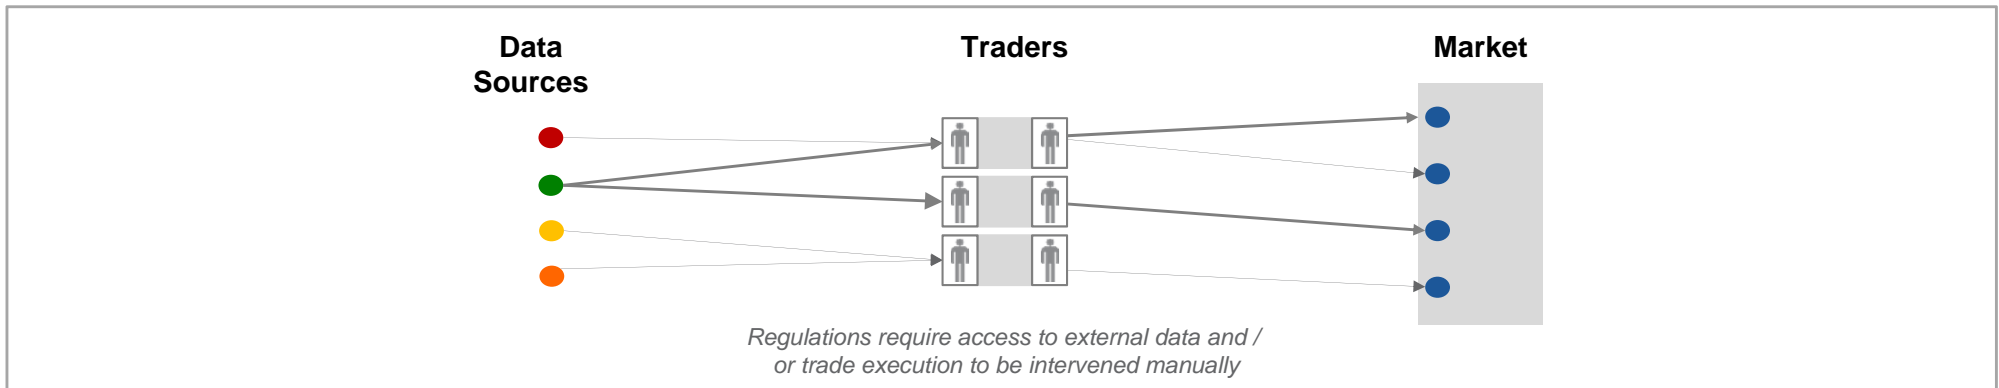 Data
Sources
Traders
Market
Regulations require access to external data and /
or trade execution to be intervened manually